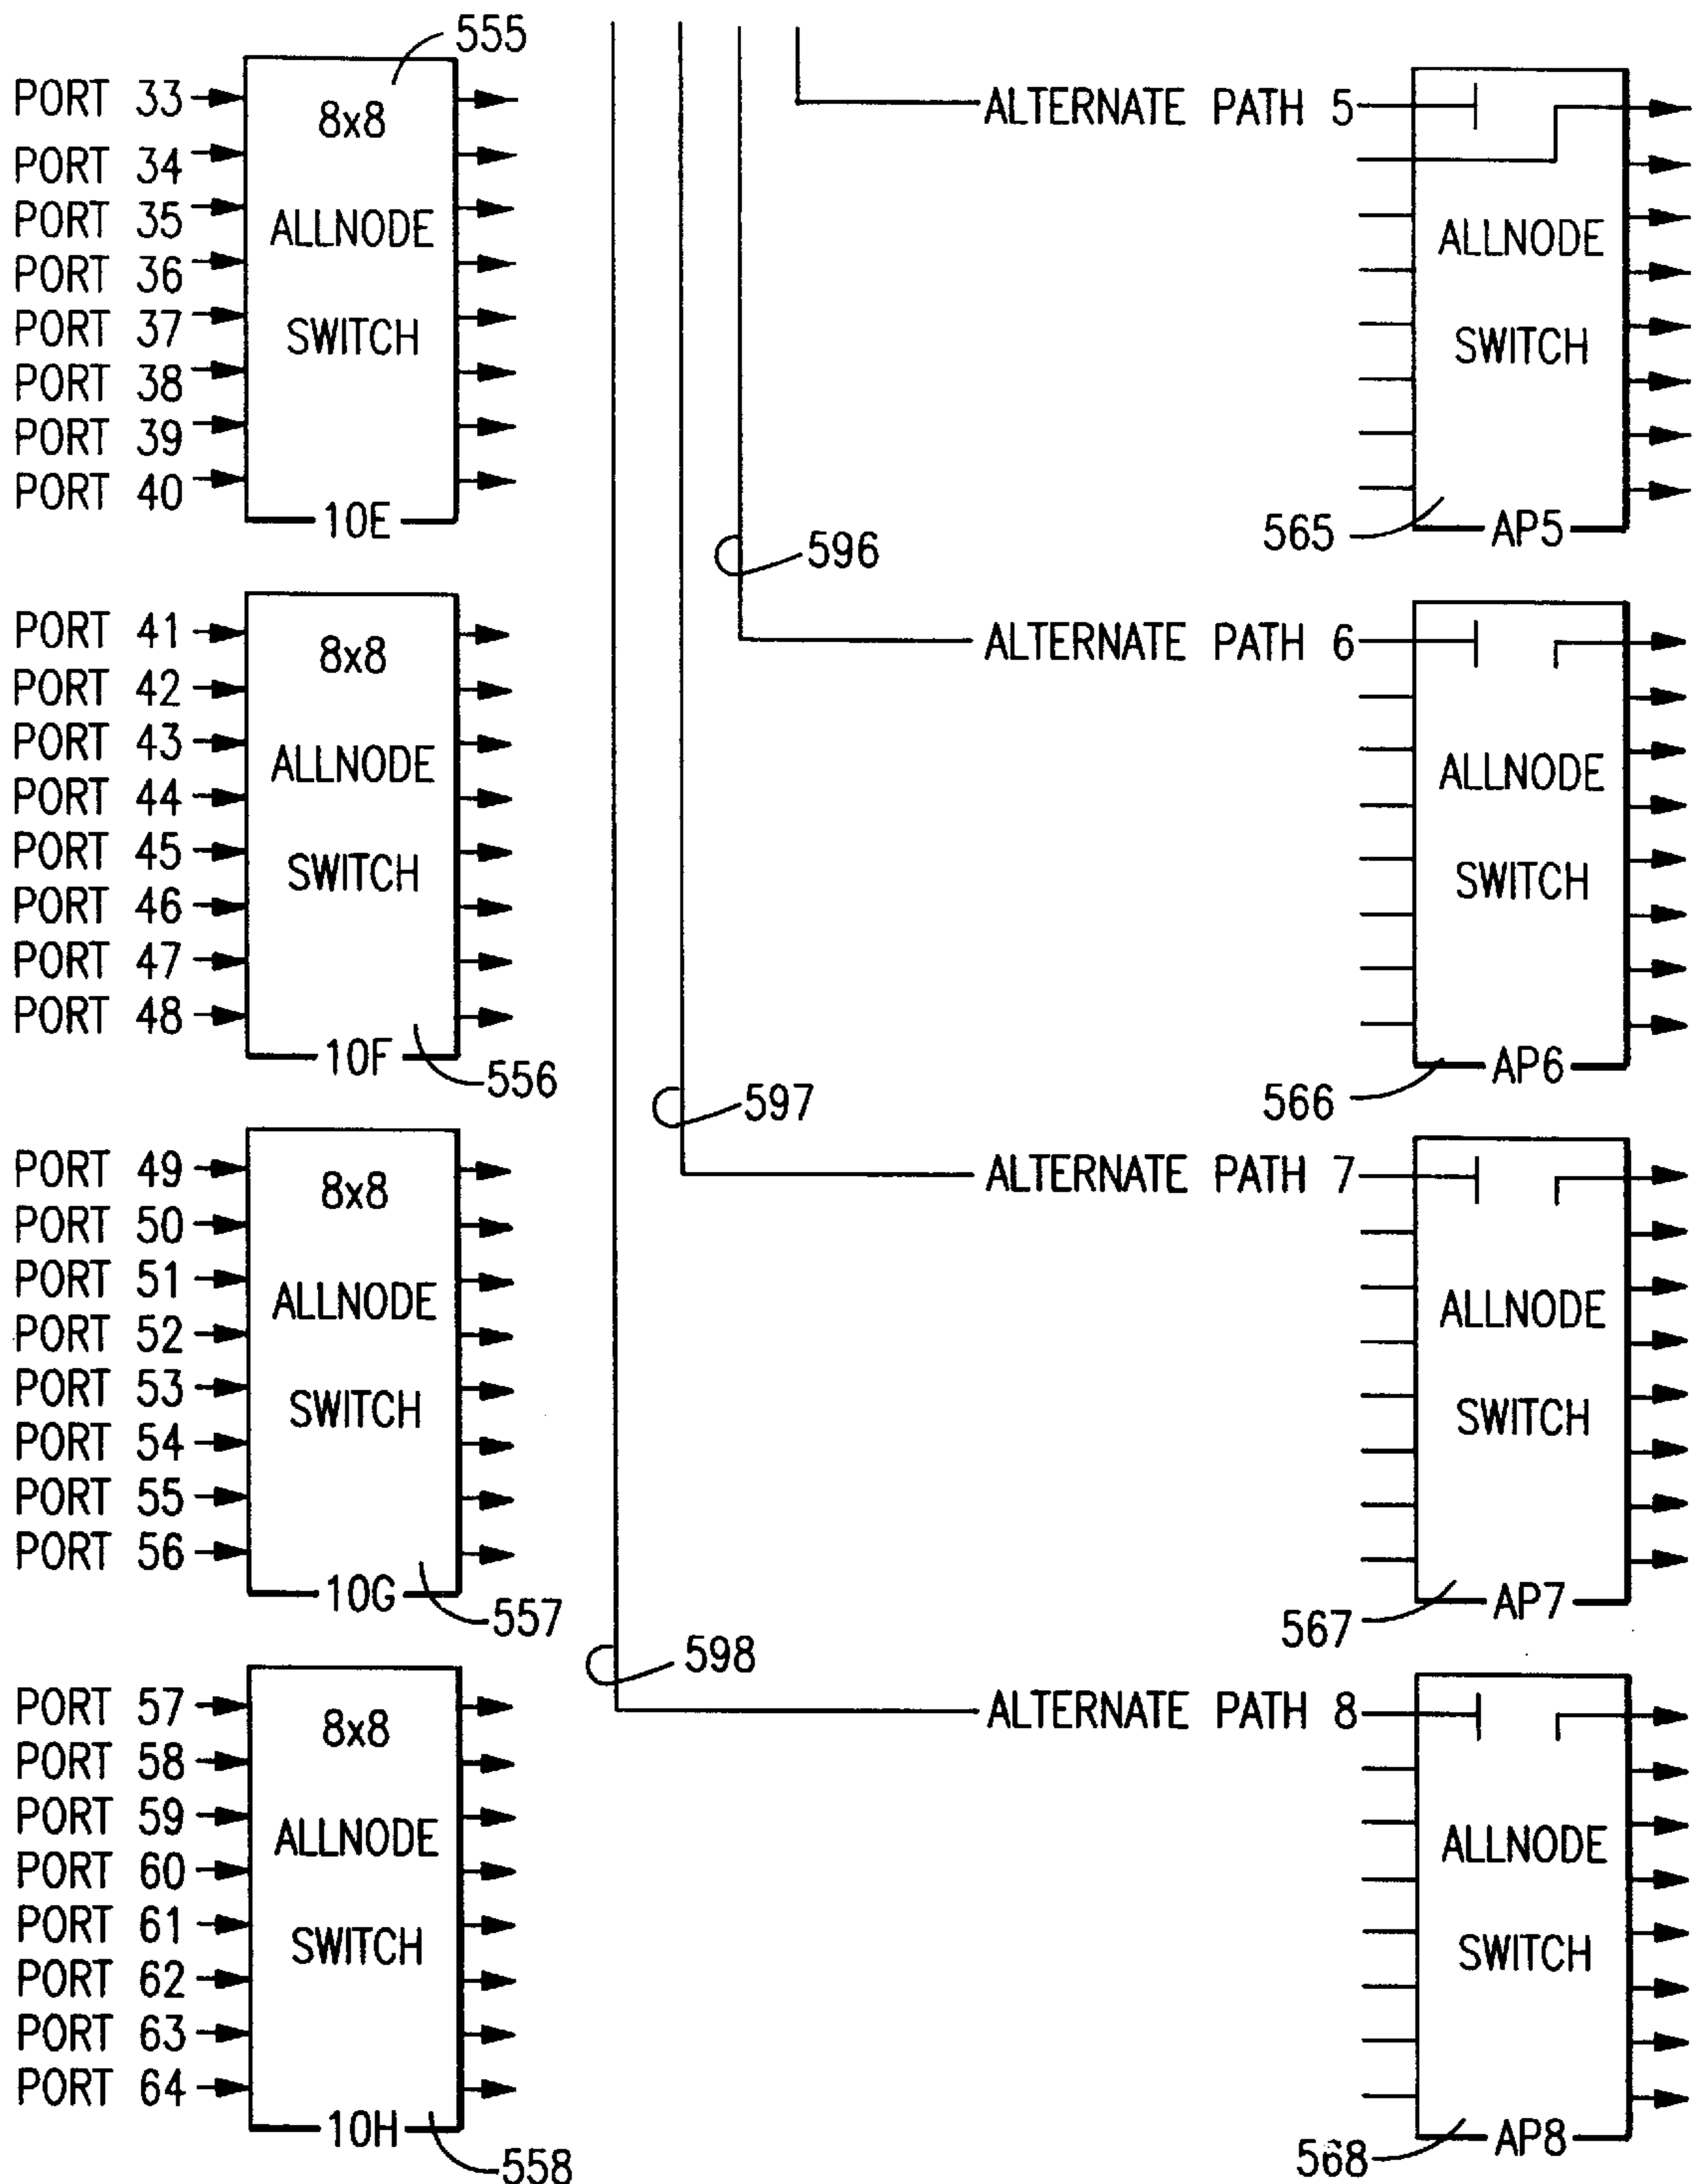 555
PORT 33
PORT 34
PORT 35
PORT 36
PORT 37
PORT 38
PORT 39
PORT 40
8x8
ALLNODE
SWITCH
10E
ALTERNATE PATH 5
ALLNODE
SWITCH
565
AP5
596
PORT 41
PORT 42
PORT 43
PORT 44
PORT 45
PORT 46
PORT 47
PORT 48
8x8
ALLNODE
SWITCH
10F
556
ALTERNATE PATH 6
ALLNODE
SWITCH
566
AP6
597
PORT 49
PORT 50
PORT 51
PORT 52
PORT 53
PORT 54
PORT 55
PORT 56
8x8
ALLNODE
SWITCH
10G
557
ALTERNATE PATH 7
ALLNODE
SWITCH
567
AP7
598
PORT 57
PORT 58
PORT 59
PORT 60
PORT 61
PORT 62
PORT 63
PORT 64
8x8
ALLNODE
SWITCH
10H
558
ALTERNATE PATH 8
ALLNODE
SWITCH
568
AP8